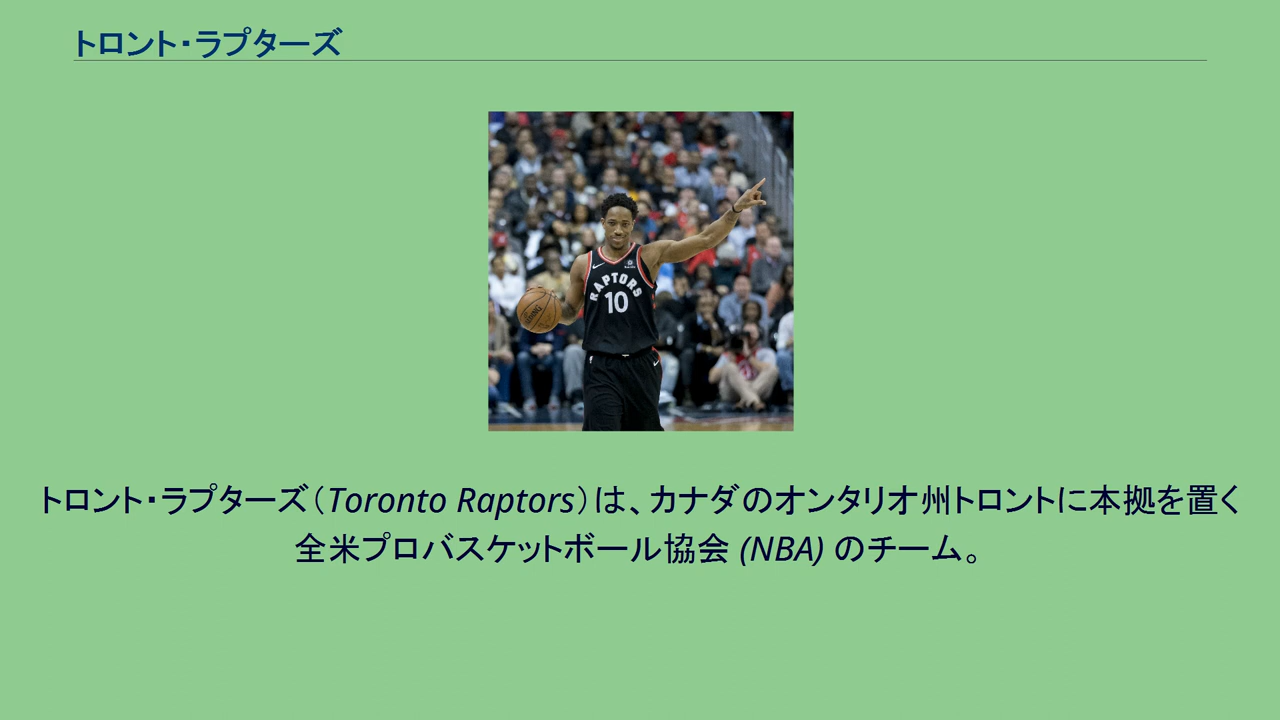 トロント・ラプターズ
RAPTORS
10
トロント・ラプターズ（Toronto Raptors）は、カナダのオンタリオ州トロントに本拠を置く
全米プロバスケットボール協会 (NBA) のチーム。